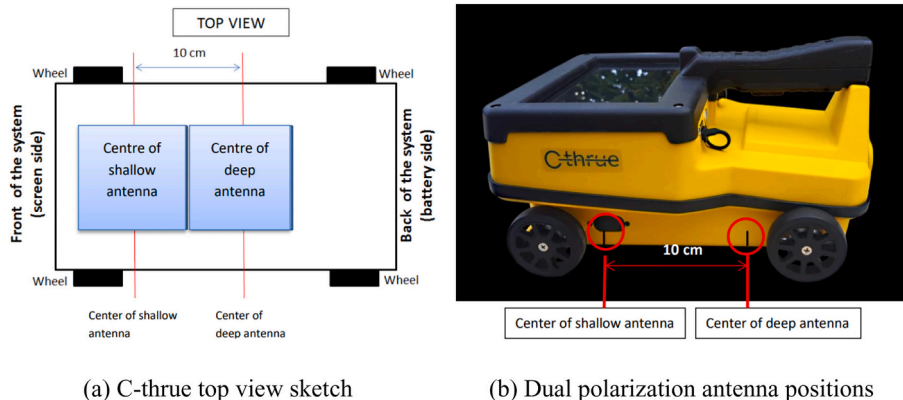 TOP VIEW
10 cm
Wheel
Wheel
Front of the system
(screen side)
Centre of
shallow
antenna
Centre of
deep
antenna
Back of the system
(battery side)
Wheel
Wheel
Center of shallow
antenna
Center of
deep antenna
(a) C-thrue top view sketch
C-thrue
10 cm
Center of shallow antenna
Center of deep antenna
(b) Dual polarization antenna positions